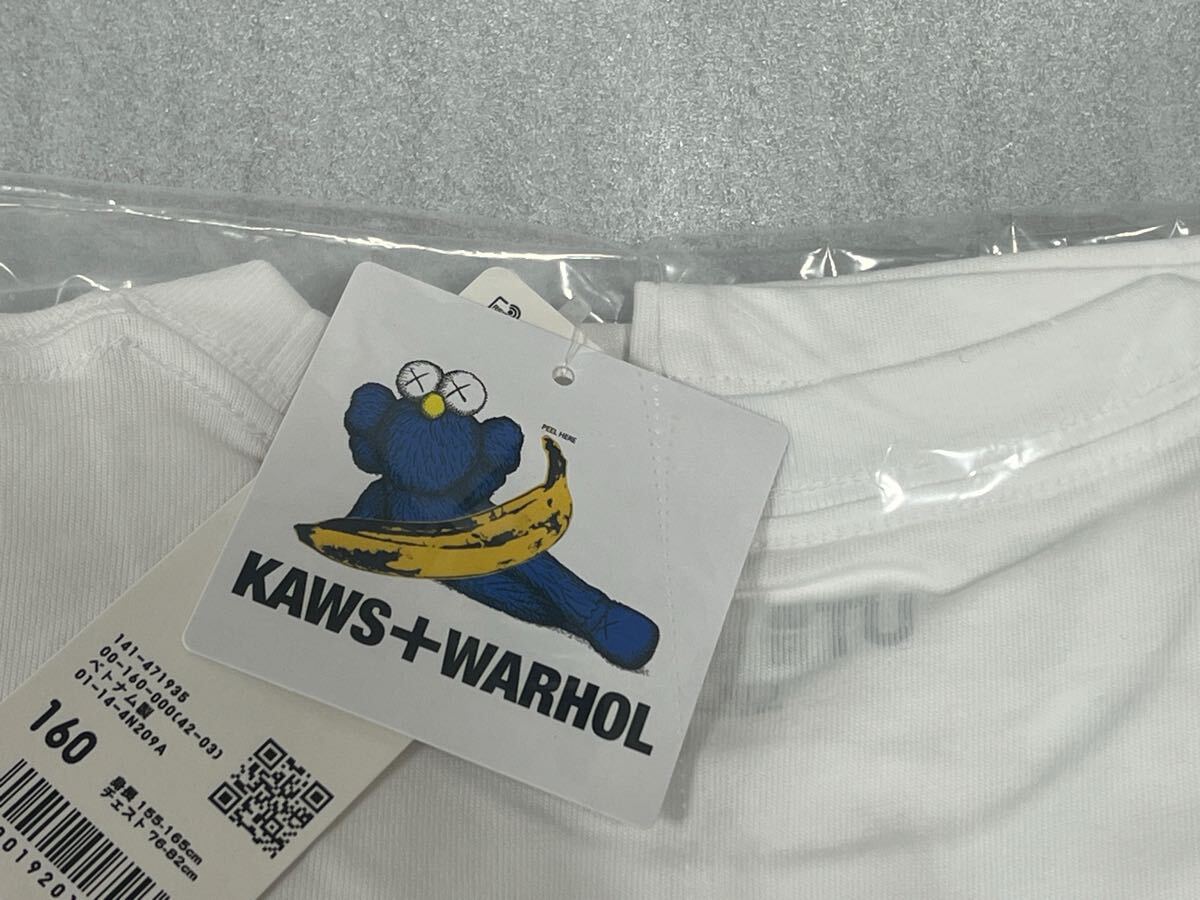 PEEL HERE
KAWS+WARHOL
141-471935
00-160-000(42-03)
ベトナム製
01-14-4N209A
160
身長 155-165cm
チェスト 76-82cm